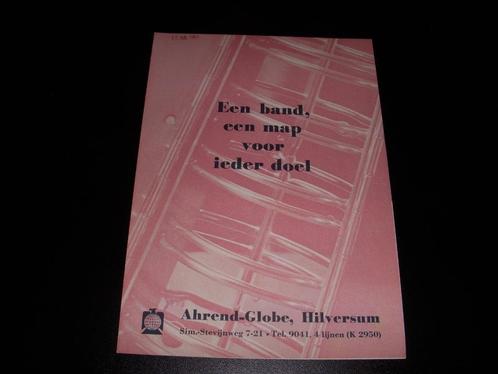 Een band,
een map
voor
ieder doel
Ahrend-Globe, Hilversum
Sim.-Stevijnweg 7-21 • Tel. 9041, 4 lijnen (K 2950)